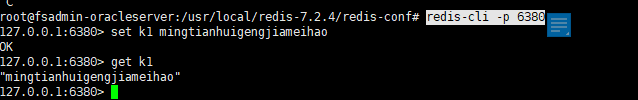 C
root@fsadmin-oracleserver:/usr/local/redis-7.2.4/redis-conf# redis-cli -p 6380
127.0.0.1:6380> set k1 mingtianhuigengjiameihao
OK
127.0.0.1:6380> get k1
"mingtianhuigengjiameihao"
127.0.0.1:6380>